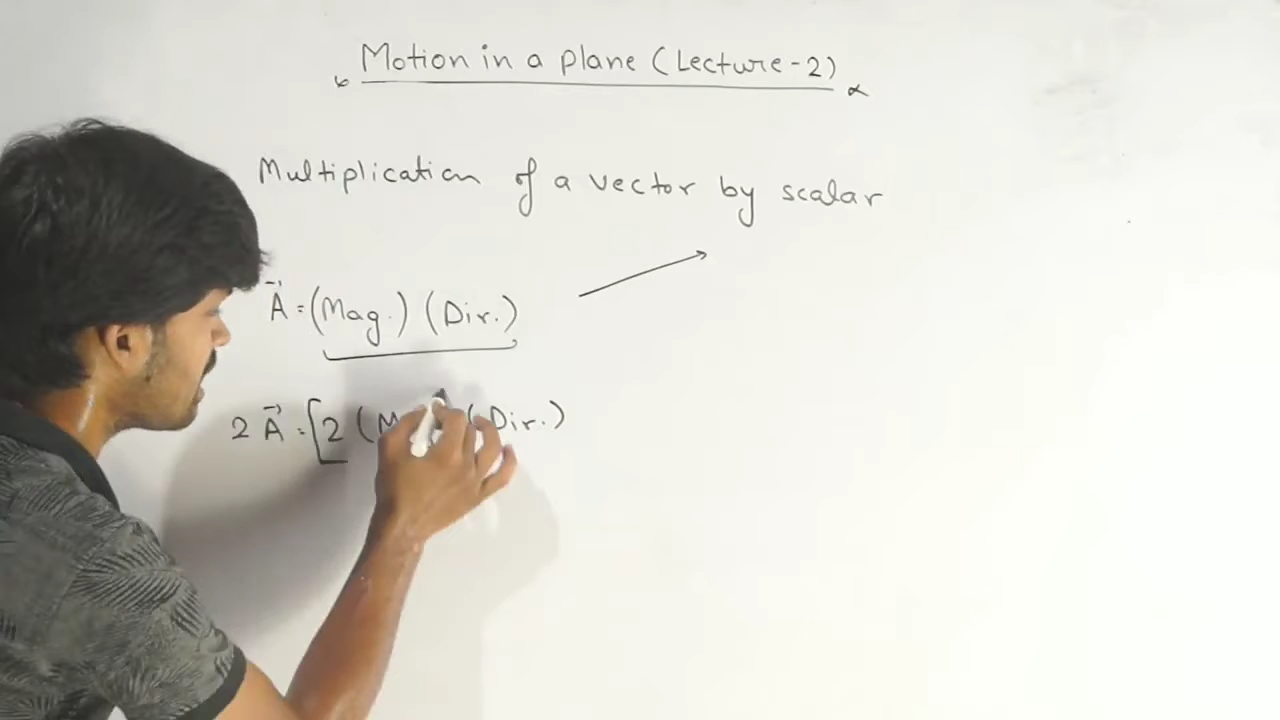 Motion in a plane (Lecture-2)
Multiplication of a vector by scalar
A⃗ = (Mag.) (Dir.)
2 A⃗ = [2 ( (Dir.)